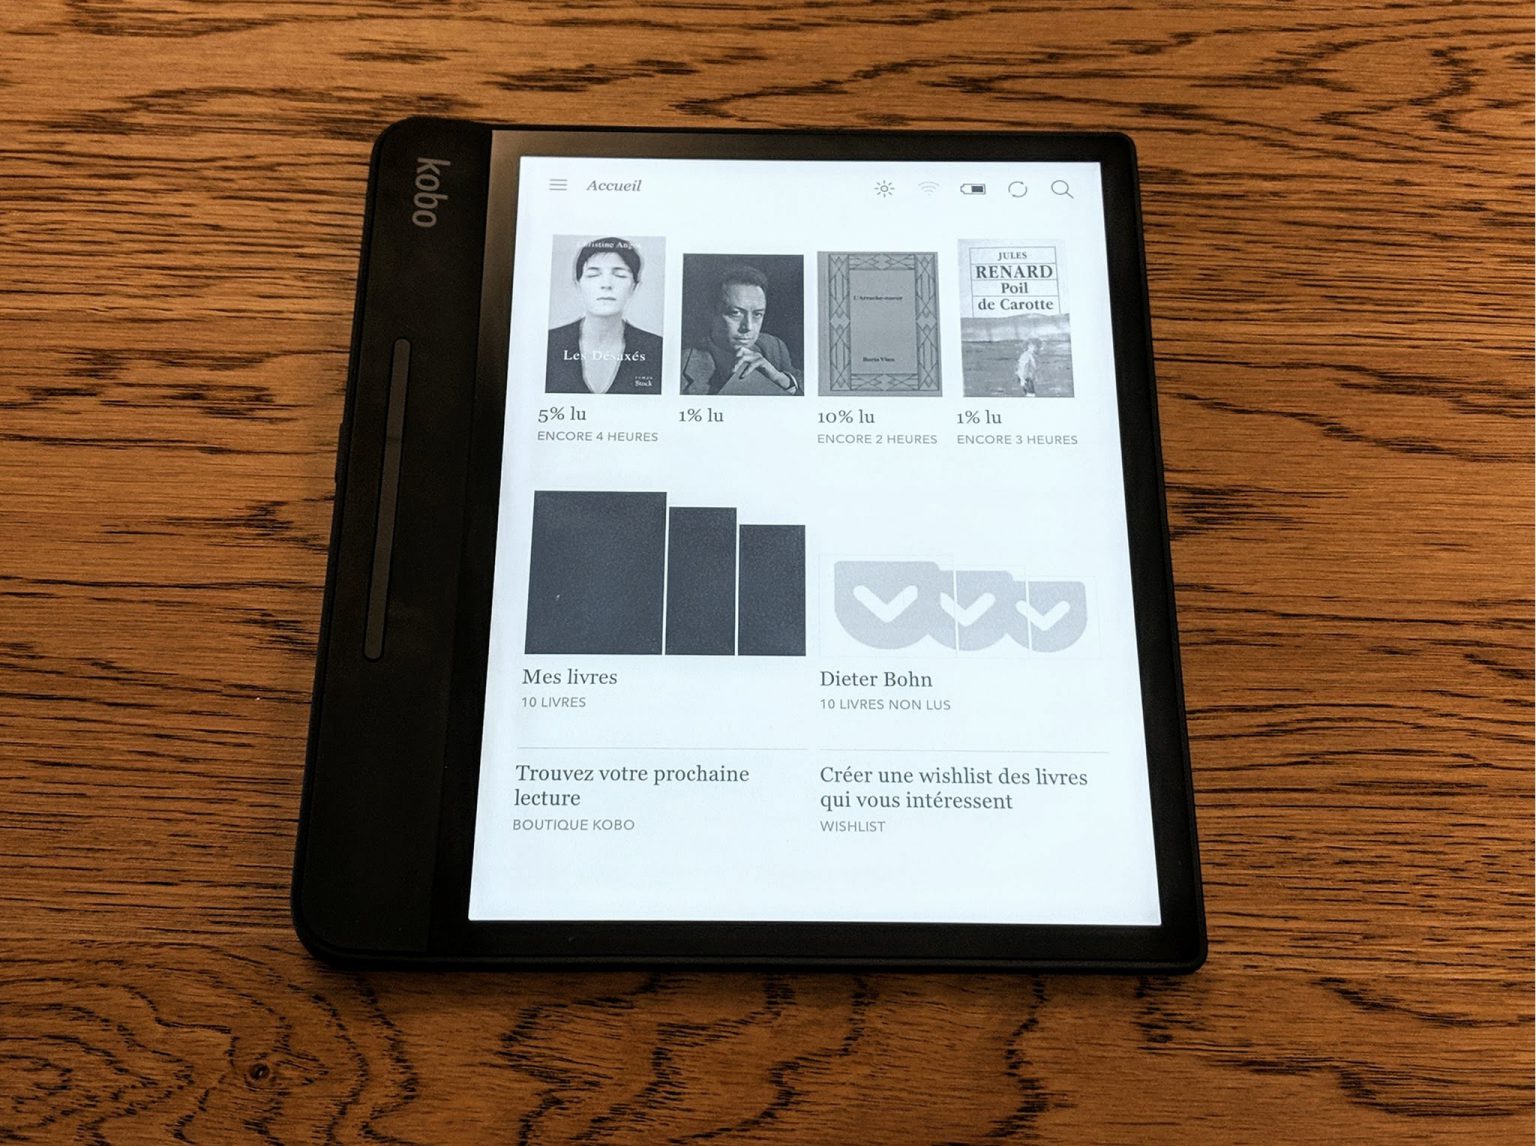 kobo
Accueil
Christine Angot
Les Désaxés
roman
Stock
L'Arrache-coeur
Boris Vian
JULES
RENARD
Poil
de Carotte
5% lu
ENCORE 4 HEURES
1% lu
10% lu
ENCORE 2 HEURES
1% lu
ENCORE 3 HEURES
Mes livres
10 LIVRES
Dieter Bohn
10 LIVRES NON LUS
Trouvez votre prochaine
lecture
BOUTIQUE KOBO
Créer une wishlist des livres
qui vous intéressent
WISHLIST